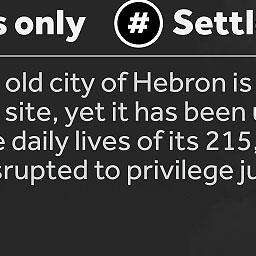 s only # Settl
old city of Hebron is
site, yet it has been
e daily lives of its 215,
srupted to privilege ju